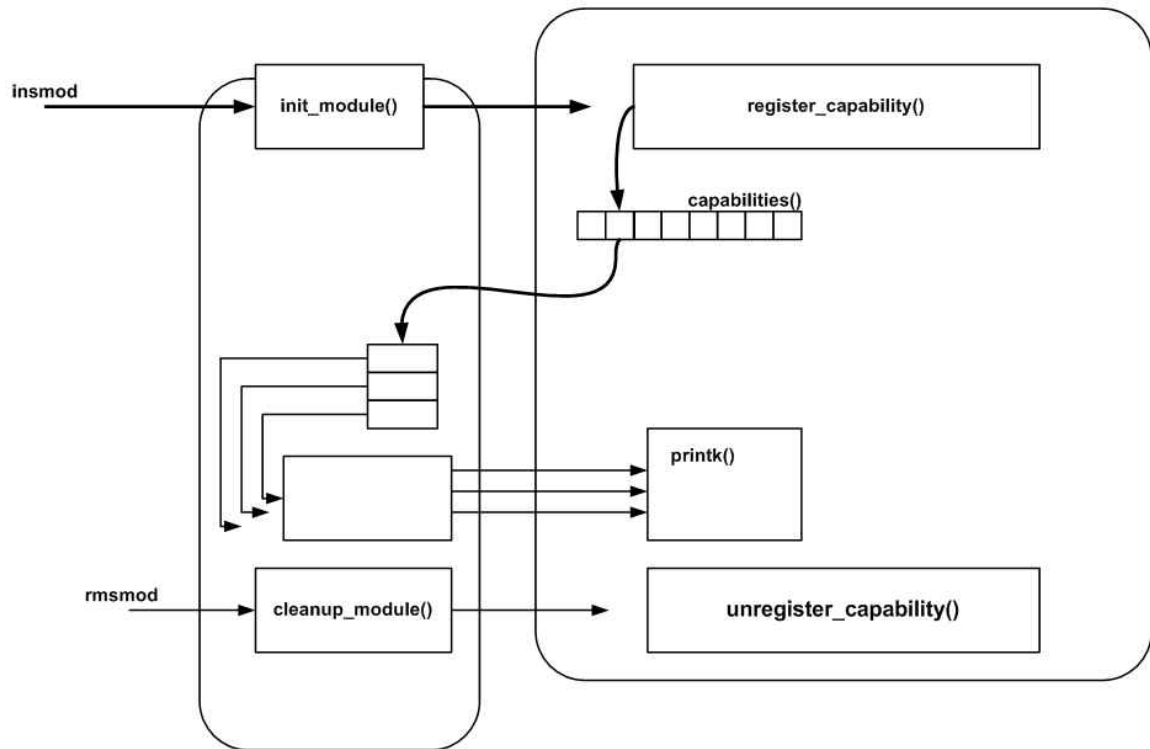 insmod
init_module()
register_capability()
capabilities()
printk()
rmsmod
cleanup_module()
unregister_capability()